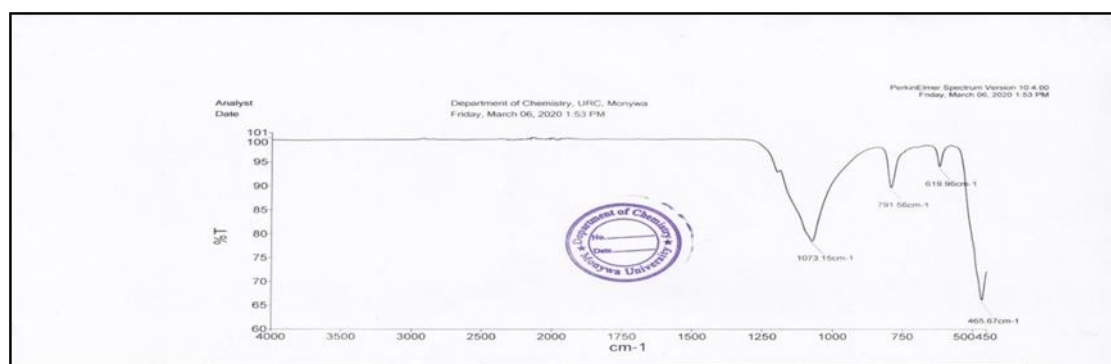 PerkinElmer Spectrum Version 10.4.00
Friday, March 06, 2020 1:53 PM
Analyst
Department of Chemistry, URC, Monywa
Date
Friday, March 06, 2020 1:53 PM
101
100
95
90
85
80
75
70
65
60
%T
4000
3500
3000
2500
2000
1750
1500
1250
1000
750
500450
cm-1
1073.15cm-1
791.56cm-1
619.96cm-1
465.67cm-1
Department of Chemistry
No.
Date
Monywa University